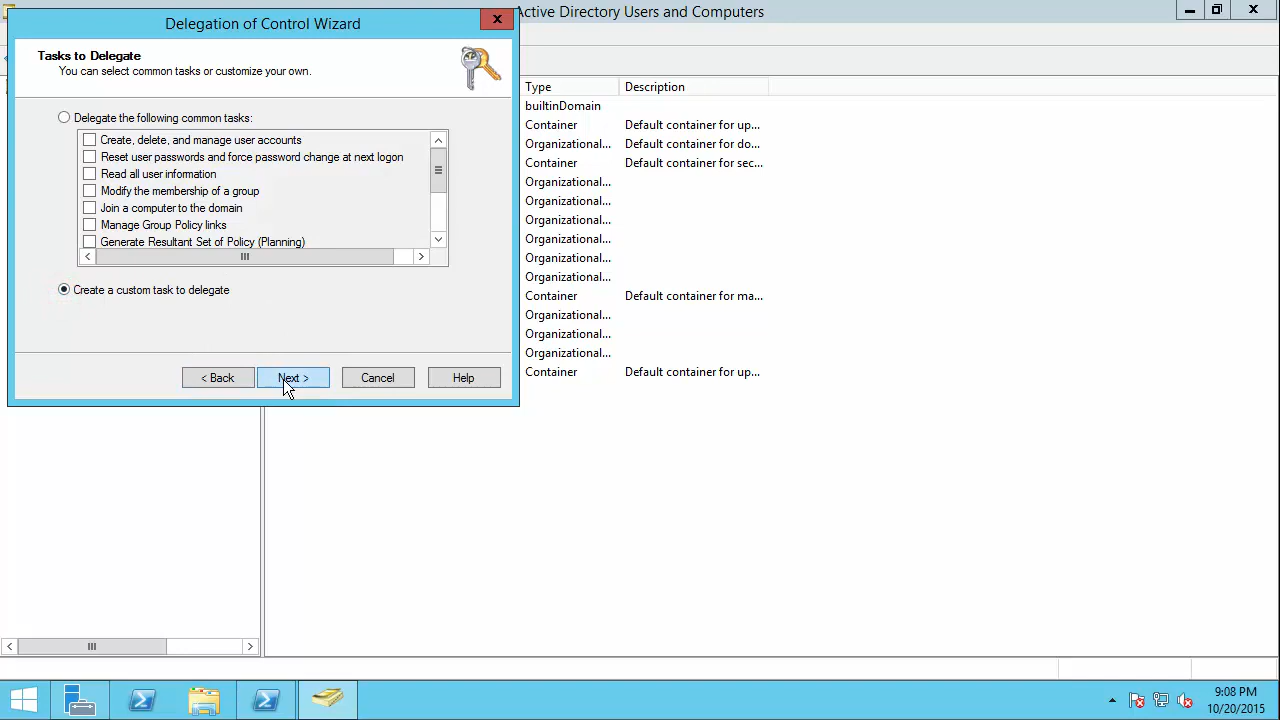 Delegation of Control Wizard
x
Active Directory Users and Computers
Tasks to Delegate
You can select common tasks or customize your own.
Delegate the following common tasks:
Create, delete, and manage user accounts
Reset user passwords and force password change at next logon
Read all user information
Modify the membership of a group
Join a computer to the domain
Manage Group Policy links
Generate Resultant Set of Policy (Planning)
Create a custom task to delegate
< Back
Next >
Cancel
Help
Type Description
builtinDomain
Container Default container for up...
Organizational... Default container for do...
Container Default container for sec...
Organizational...
Organizational...
Organizational...
Organizational...
Organizational...
Organizational...
Container Default container for ma...
Organizational...
Organizational...
Organizational...
Container Default container for up...
9:08 PM
10/20/2015